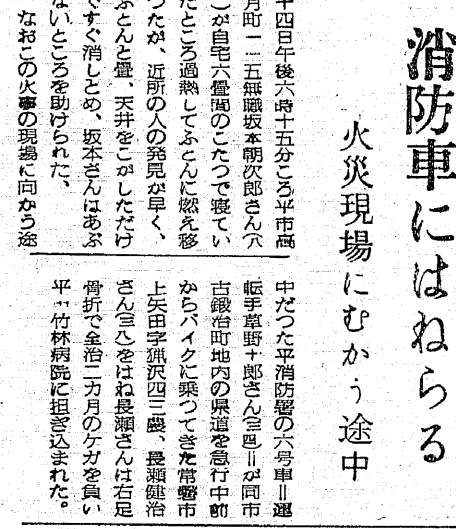 消防車にはねらる
火災現場にむかう途中
十四日午後六時十五分ころ平市高
月町一一五無職坂本朝次郎さん
が自宅六畳間のこたつで寝てい
たところ過熱してふとんに燃え移
つたが、近所の人の発見が早く、
ふとんと畳、天井をこがしただけ
ですぐ消しとめ、坂本さんはあぶ
ないところを助けられた、
なおこの火事の現場に向かう途
中だつた平消防署の六号車＝運
転手草野十郎さん(三四)＝が同市
古鍛冶町地内の県道を急行中前
からバイクに乗つてきた常磐市
上矢田字猟沢四三農、長瀬健治
さん(三八)をはね長瀬さんは右足
骨折で全治二カ月のケガを負い
平竹林病院に担ぎ込まれた。